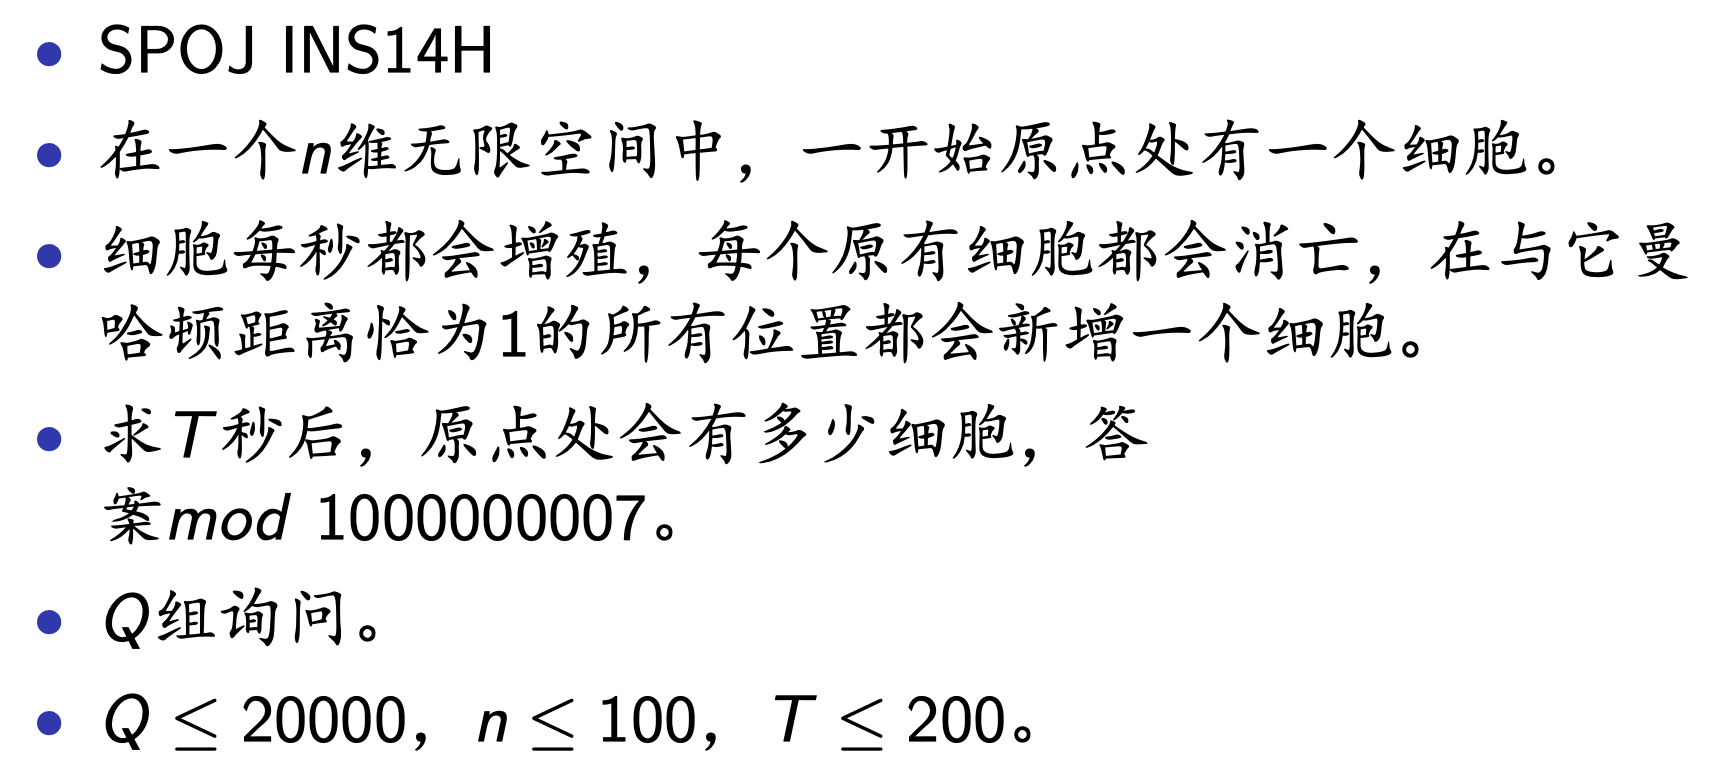 SPOJ INS14H
在一个n维无限空间中，一开始原点处有一个细胞。
细胞每秒都会增殖，每个原有细胞都会消亡，在与它曼
哈顿距离恰为1的所有位置都会新增一个细胞。
求T秒后，原点处会有多少细胞，答
案mod 1000000007。
Q组询问。
Q ≤ 20000，n ≤ 100，T ≤ 200。